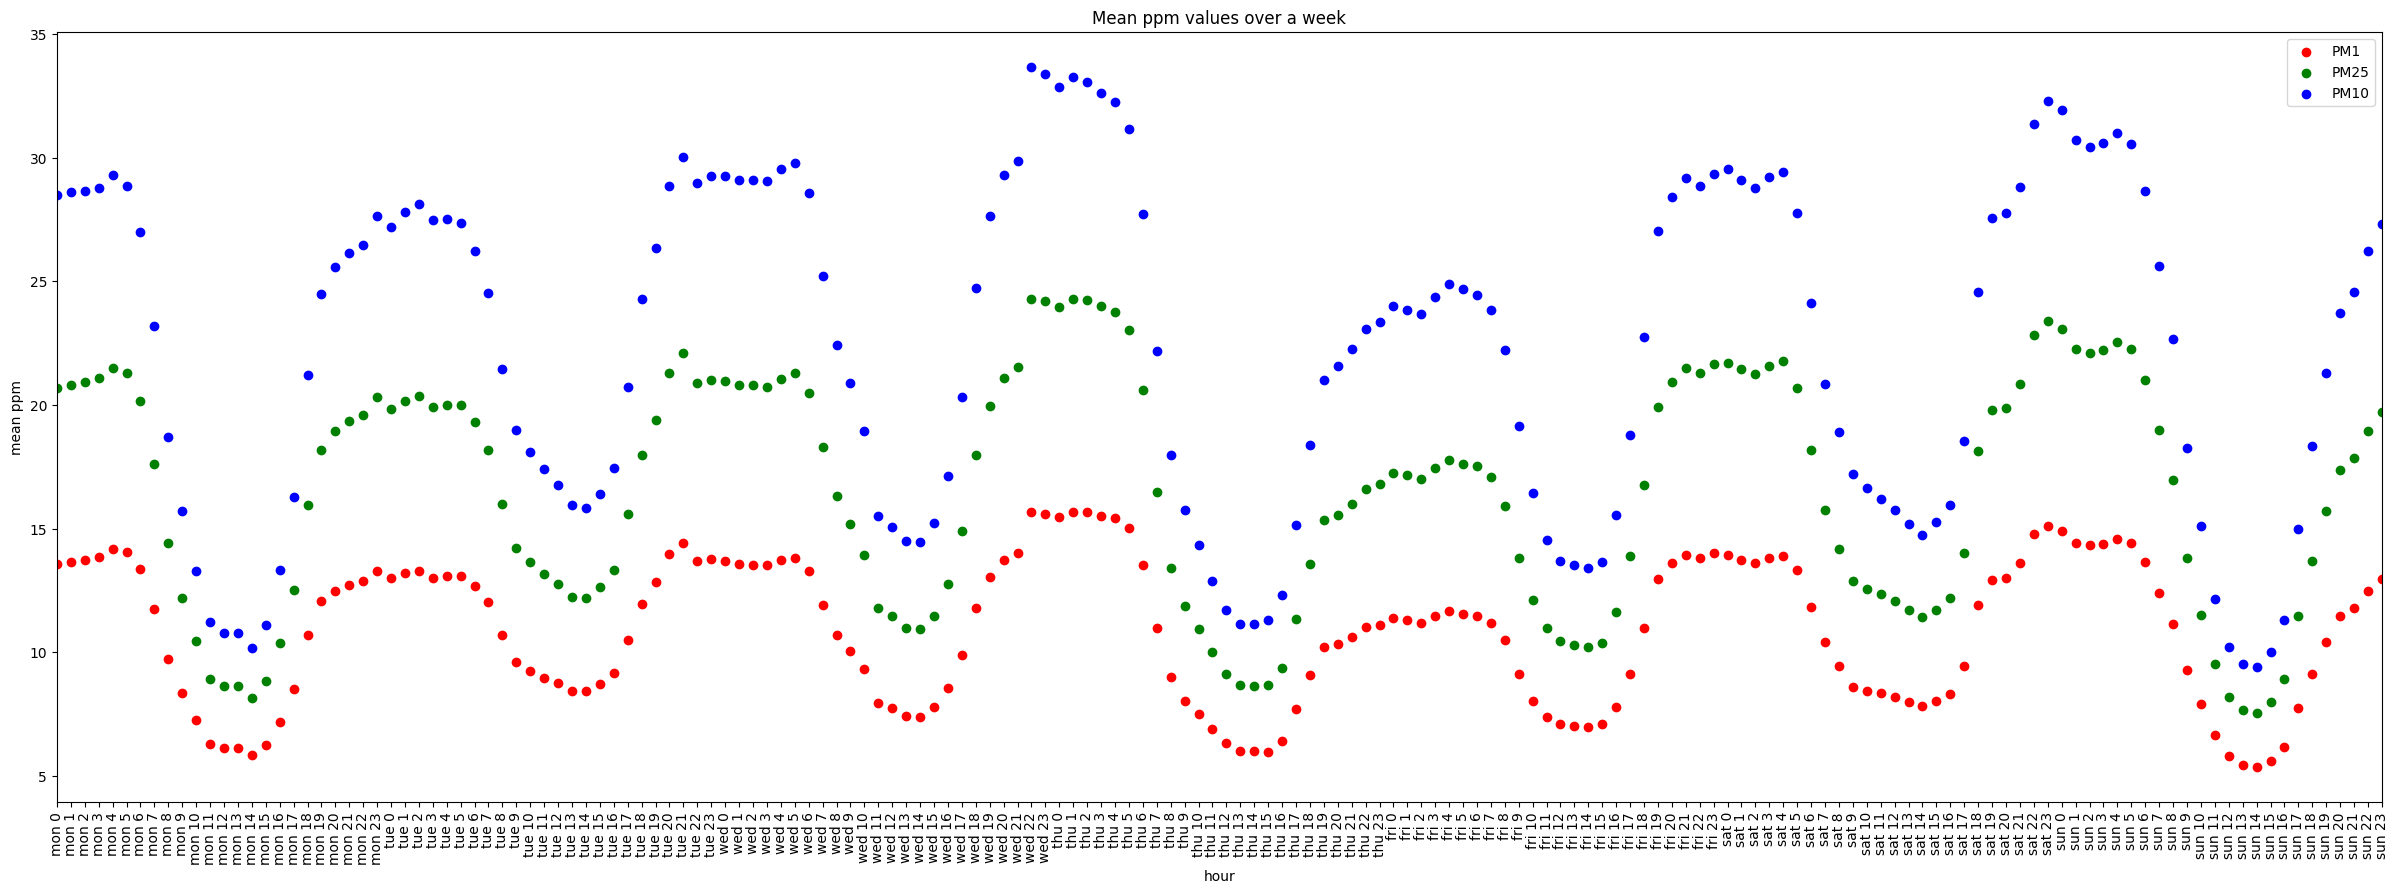 Mean ppm values over a week
PM1
PM25
PM10
35
30
25
20
15
10
5
mean ppm
mon 0
mon 1
mon 2
mon 3
mon 4
mon 5
mon 6
mon 7
mon 8
mon 9
mon 10
mon 11
mon 12
mon 13
mon 14
mon 15
mon 16
mon 17
mon 18
mon 19
mon 20
mon 21
mon 22
mon 23
tue 0
tue 1
tue 2
tue 3
tue 4
tue 5
tue 6
tue 7
tue 8
tue 9
tue 10
tue 11
tue 12
tue 13
tue 14
tue 15
tue 16
tue 17
tue 18
tue 19
tue 20
tue 21
tue 22
tue 23
wed 0
wed 1
wed 2
wed 3
wed 4
wed 5
wed 6
wed 7
wed 8
wed 9
wed 10
wed 11
wed 12
wed 13
wed 14
wed 15
wed 16
wed 17
wed 18
wed 19
wed 20
wed 21
wed 22
wed 23
thu 0
thu 1
thu 2
thu 3
thu 4
thu 5
thu 6
thu 7
thu 8
thu 9
thu 10
thu 11
thu 12
thu 13
thu 14
thu 15
thu 16
thu 17
thu 18
thu 19
thu 20
thu 21
thu 22
thu 23
fri 0
fri 1
fri 2
fri 3
fri 4
fri 5
fri 6
fri 7
fri 8
fri 9
fri 10
fri 11
fri 12
fri 13
fri 14
fri 15
fri 16
fri 17
fri 18
fri 19
fri 20
fri 21
fri 22
fri 23
sat 0
sat 1
sat 2
sat 3
sat 4
sat 5
sat 6
sat 7
sat 8
sat 9
sat 10
sat 11
sat 12
sat 13
sat 14
sat 15
sat 16
sat 17
sat 18
sat 19
sat 20
sat 21
sat 22
sat 23
sun 0
sun 1
sun 2
sun 3
sun 4
sun 5
sun 6
sun 7
sun 8
sun 9
sun 10
sun 11
sun 12
sun 13
sun 14
sun 15
sun 16
sun 17
sun 18
sun 19
sun 20
sun 21
sun 22
sun 23
hour